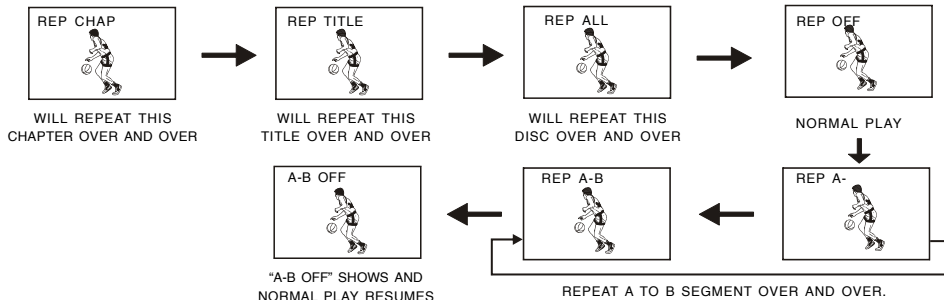 REP CHAP
WILL REPEAT THIS
CHAPTER OVER AND OVER
REP TITLE
WILL REPEAT THIS
TITLE OVER AND OVER
REP ALL
WILL REPEAT THIS
DISC OVER AND OVER
REP OFF
NORMAL PLAY
REP A-
REP A-B
REPEAT A TO B SEGMENT OVER AND OVER.
A-B OFF
“A-B OFF” SHOWS AND
NORMAL PLAY RESUMES